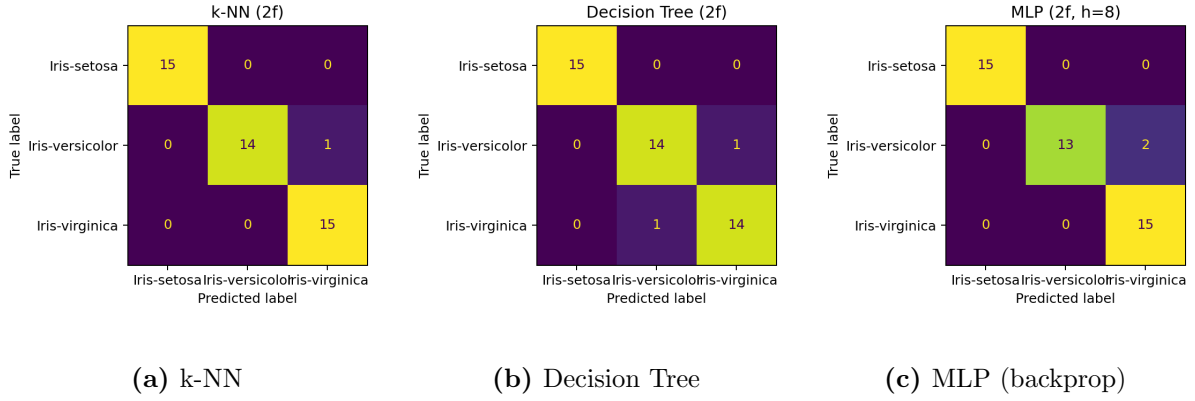 k-NN (2f)
Iris-setosa
15 0 0
Iris-versicolor
0 14 1
Iris-virginica
0 0 15
True label
Iris-setosa Iris-versicolor Iris-virginica
Predicted label
(a) k-NN
Decision Tree (2f)
Iris-setosa
15 0 0
Iris-versicolor
0 14 1
Iris-virginica
0 1 14
True label
Iris-setosa Iris-versicolor Iris-virginica
Predicted label
(b) Decision Tree
MLP (2f, h=8)
Iris-setosa
15 0 0
Iris-versicolor
0 13 2
Iris-virginica
0 0 15
True label
Iris-setosa Iris-versicolor Iris-virginica
Predicted label
(c) MLP (backprop)